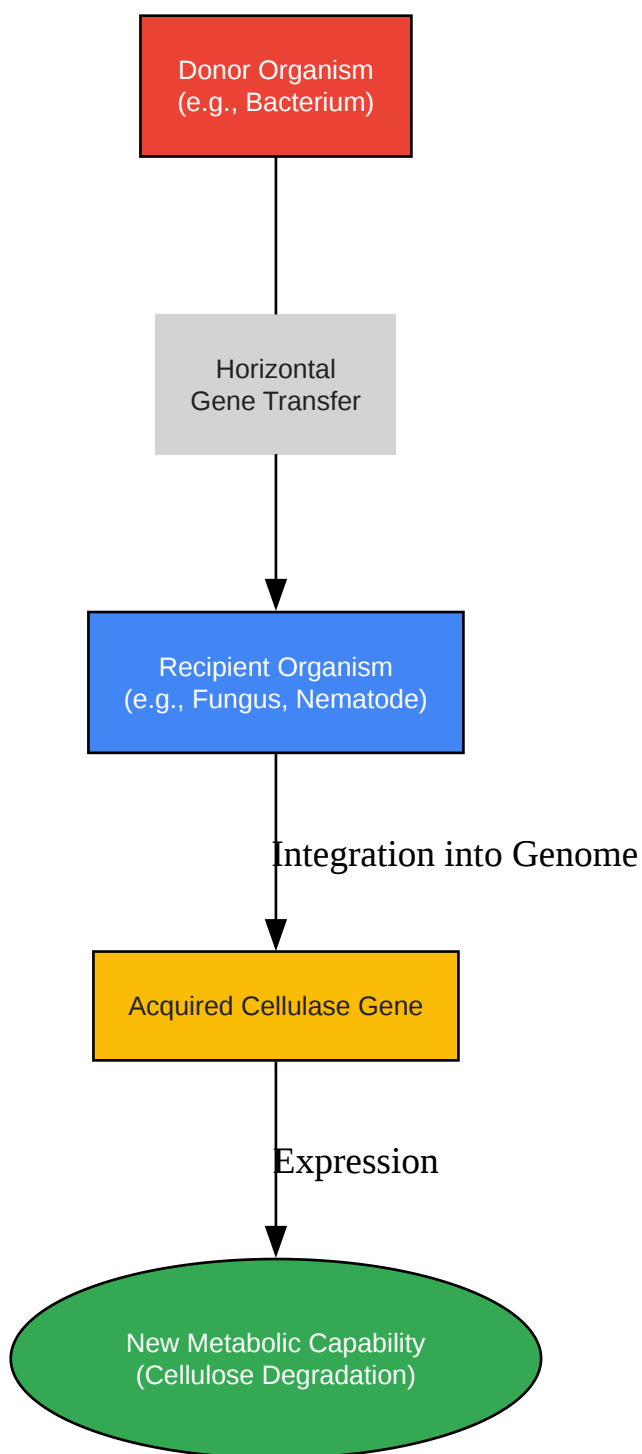 Donor Organism
(e.g., Bacterium)
Horizontal
Gene Transfer
Recipient Organism
(e.g., Fungus, Nematode)
Integration into Genome
Acquired Cellulase Gene
Expression
New Metabolic Capability
(Cellulose Degradation)